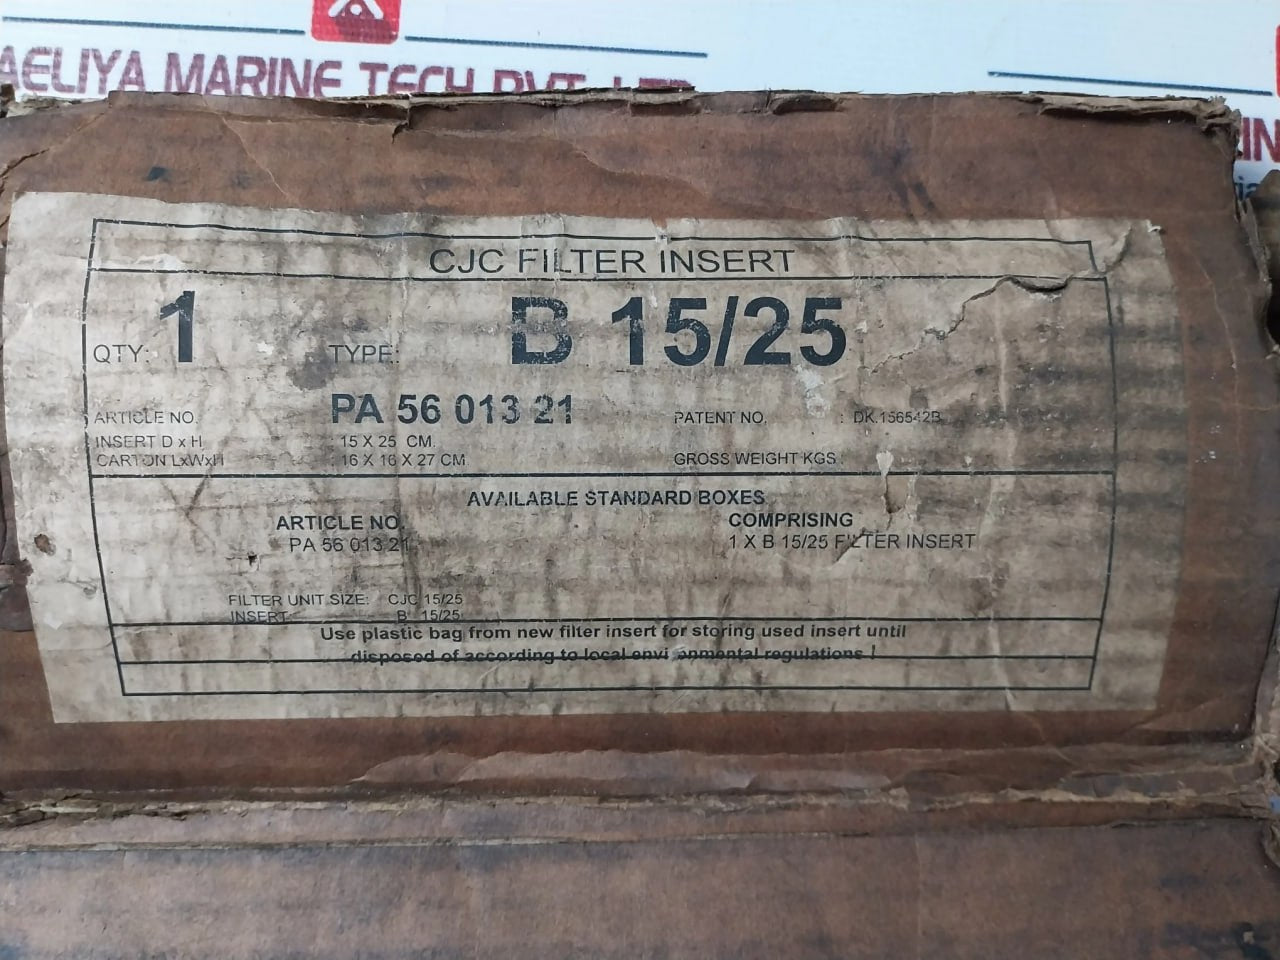 AELIYA MARINE TECH PVT. LTD
CJC FILTER INSERT
QTY: 1 TYPE: B 15/25
ARTICLE NO. PA 56 013 21 PATENT NO. : DK.156542B
INSERT D x H : 15 X 25 CM.
CARTON LxWxH : 16 X 16 X 27 CM GROSS WEIGHT KGS :
AVAILABLE STANDARD BOXES
ARTICLE NO. COMPRISING
PA 56 013 21 1 X B 15/25 FILTER INSERT
FILTER UNIT SIZE: CJC 15/25
INSERT: B 15/25
Use plastic bag from new filter insert for storing used insert until
disposed of according to local environmental regulations !